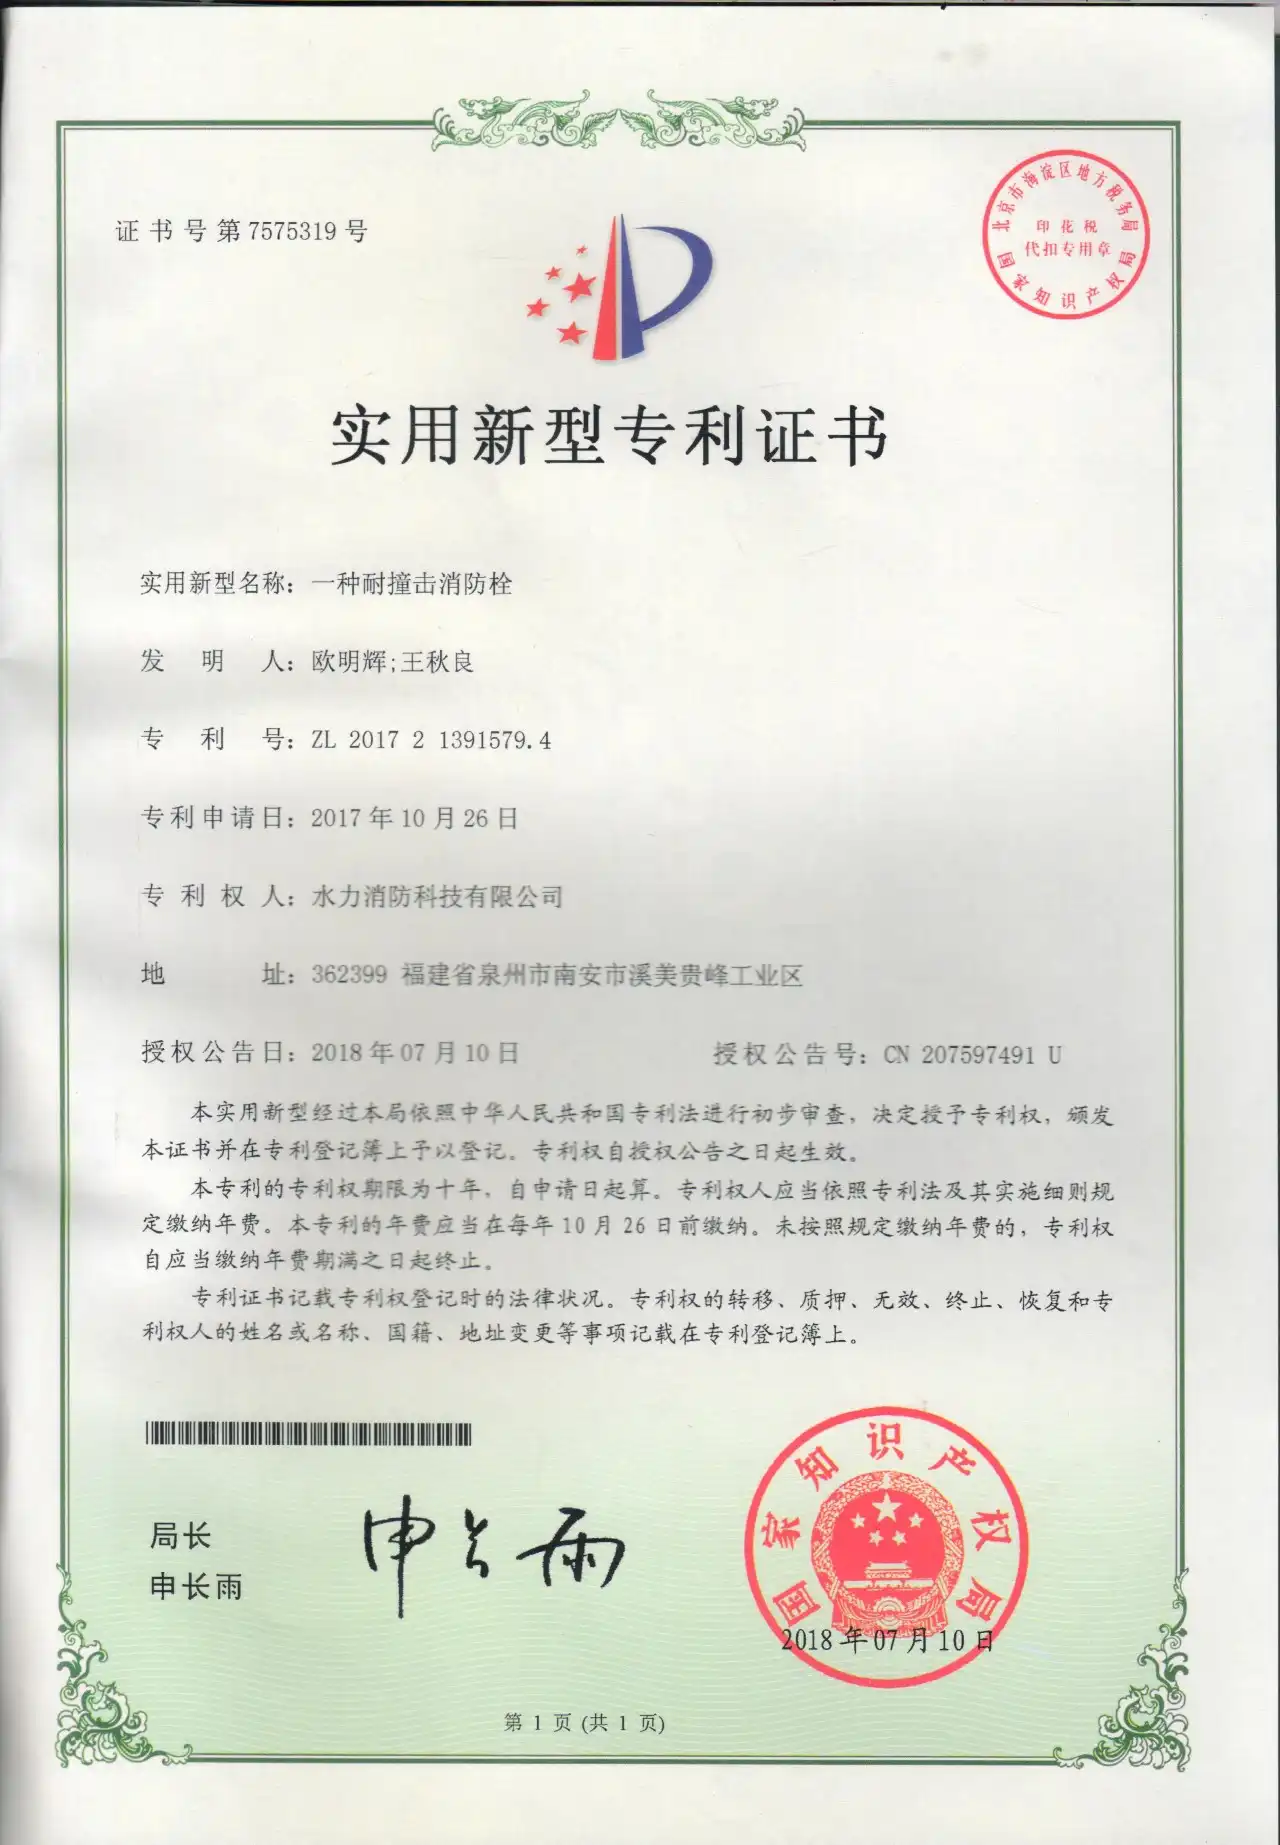 证书号第7575319号
北京市海淀区地方税务局
印花税
代扣专用章
国家知识产权局
实用新型专利证书
实用新型名称：一种耐撞击消防栓
发明人：欧明辉;王秋良
专利号：ZL 2017 2 1391579.4
专利申请日：2017年10月26日
专利权人：水力消防科技有限公司
地址：362399 福建省泉州市南安市溪美贵峰工业区
授权公告日：2018年07月10日 授权公告号：CN 207597491 U
本实用新型经过本局依照中华人民共和国专利法进行初步审查，决定授予专利权，颁发
本证书并在专利登记簿上予以登记。专利权自授权公告之日起生效。
本专利的专利权期限为十年，自申请日起算。专利权人应当依照专利法及其实施细则规
定缴纳年费。本专利的年费应当在每年10月26日前缴纳。未按照规定缴纳年费的，专利权
自应当缴纳年费期满之日起终止。
专利证书记载专利权登记时的法律状况。专利权的转移、质押、无效、终止、恢复和专
利权人的姓名或名称、国籍、地址变更等事项记载在专利登记簿上。
局长
申长雨
申长雨
国家知识产权局
2018年07月10日
第 1 页 (共 1 页)